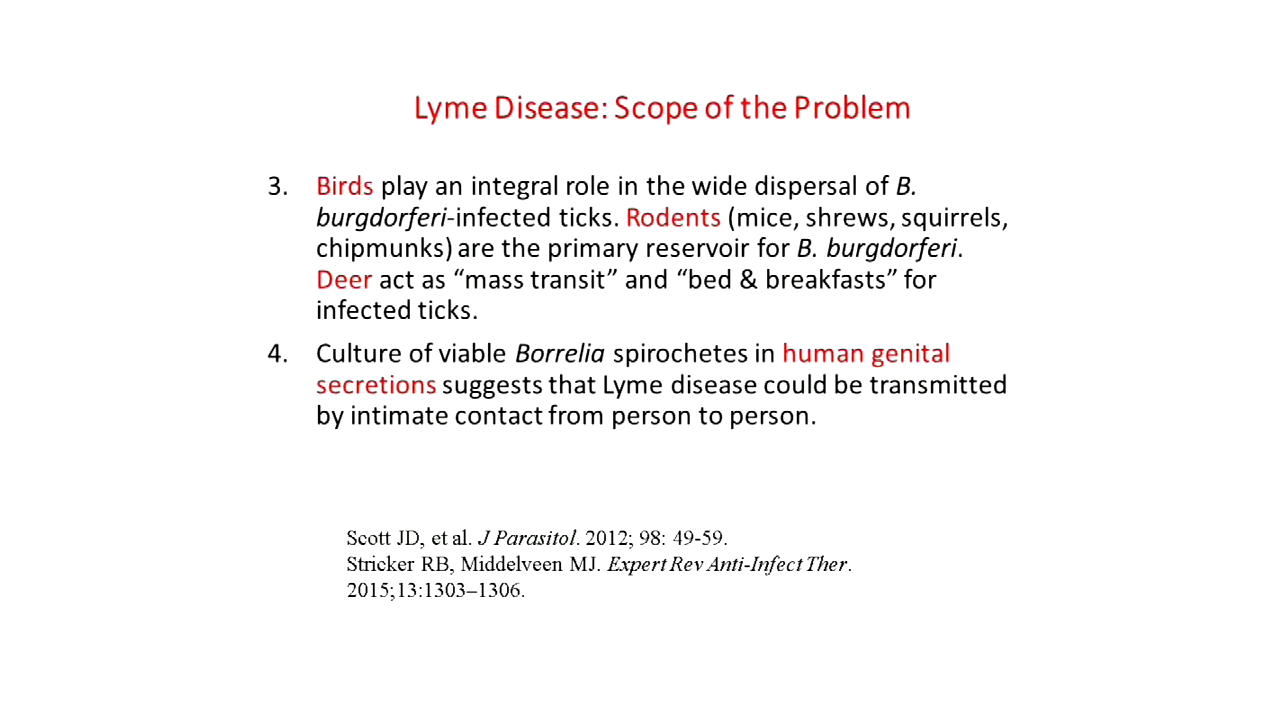 Lyme Disease: Scope of the Problem
3. Birds play an integral role in the wide dispersal of B.
burgdorferi-infected ticks. Rodents (mice, shrews, squirrels,
chipmunks) are the primary reservoir for B. burgdorferi.
Deer act as “mass transit” and “bed & breakfasts” for
infected ticks.
4. Culture of viable Borrelia spirochetes in human genital
secretions suggests that Lyme disease could be transmitted
by intimate contact from person to person.
Scott JD, et al. J Parasitol. 2012; 98: 49-59.
Stricker RB, Middelveen MJ. Expert Rev Anti-Infect Ther.
2015;13:1303–1306.